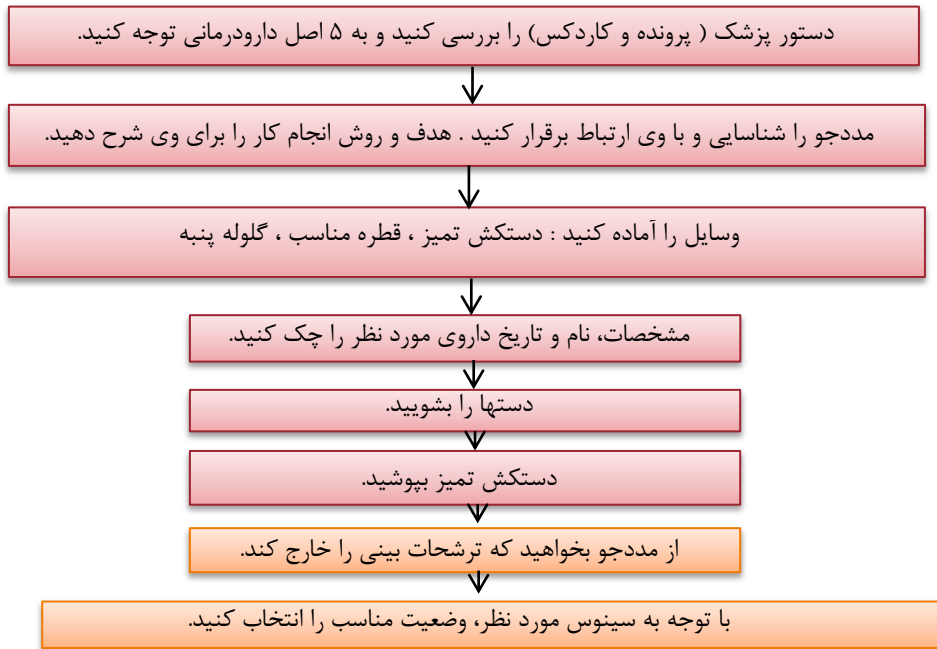 دستور پزشک ( پرونده و کاردکس) را بررسی کنید و به ۵ اصل دارودرمانی توجه کنید.
مددجو را شناسایی و با وی ارتباط برقرار کنید . هدف و روش انجام کار را برای وی شرح دهید.
وسایل را آماده کنید : دستکش تمیز ، قطره مناسب ، گلوله پنبه
مشخصات، نام و تاریخ داروی مورد نظر را چک کنید.
دستها را بشویید.
دستکش تمیز بپوشید.
از مددجو بخواهید که ترشحات بینی را خارج کند.
با توجه به سینوس مورد نظر، وضعیت مناسب را انتخاب کنید.